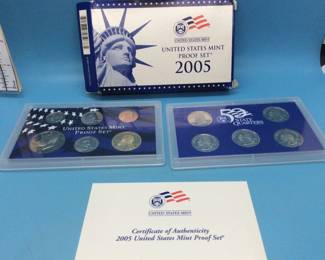 UNITED STATES MINT
UNITED STATES MINT
PROOF SET®
2005
UNITED STATES MINT
PROOF SET®
50
STATE
QUARTERS
UNITED STATES MINT
Certificate of Authenticity
2005 United States Mint Proof Set®